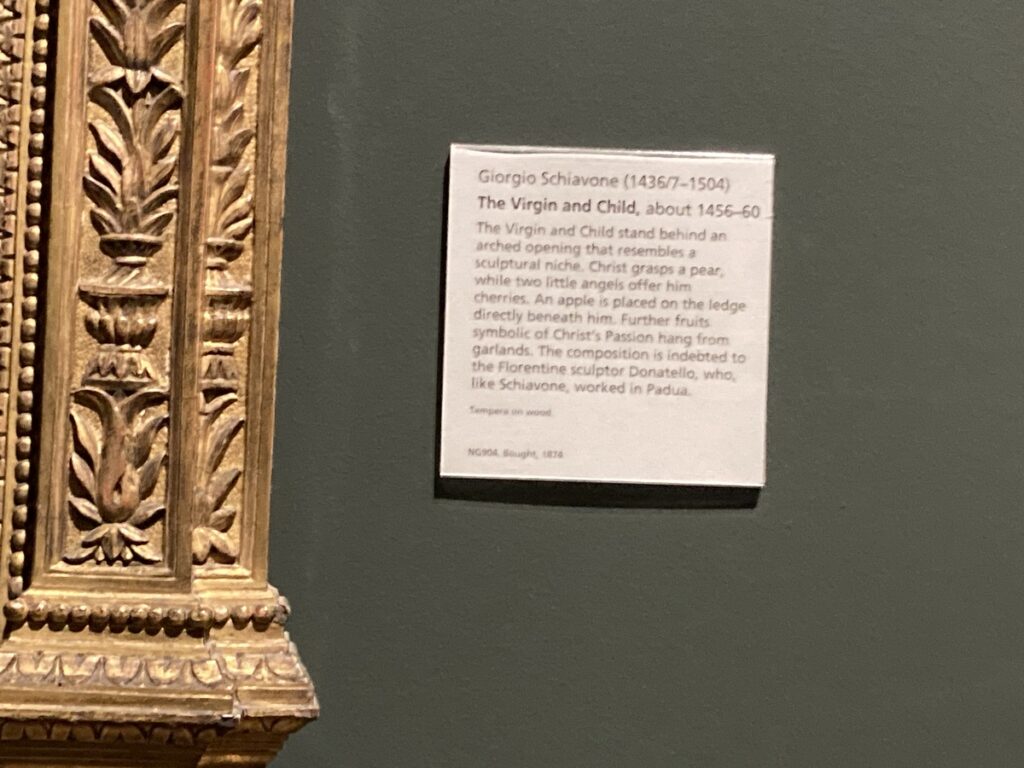 Giorgio Schiavone (1436/7–1504)
The Virgin and Child, about 1456–60
The Virgin and Child stand behind an
arched opening that resembles a
sculptural niche. Christ grasps a pear,
while two little angels offer him
cherries. An apple is placed on the ledge
directly beneath him. Further fruits
symbolic of Christ's Passion hang from
garlands. The composition is indebted to
the Florentine sculptor Donatello, who,
like Schiavone, worked in Padua.
Tempera on wood.
NG904. Bought, 1874